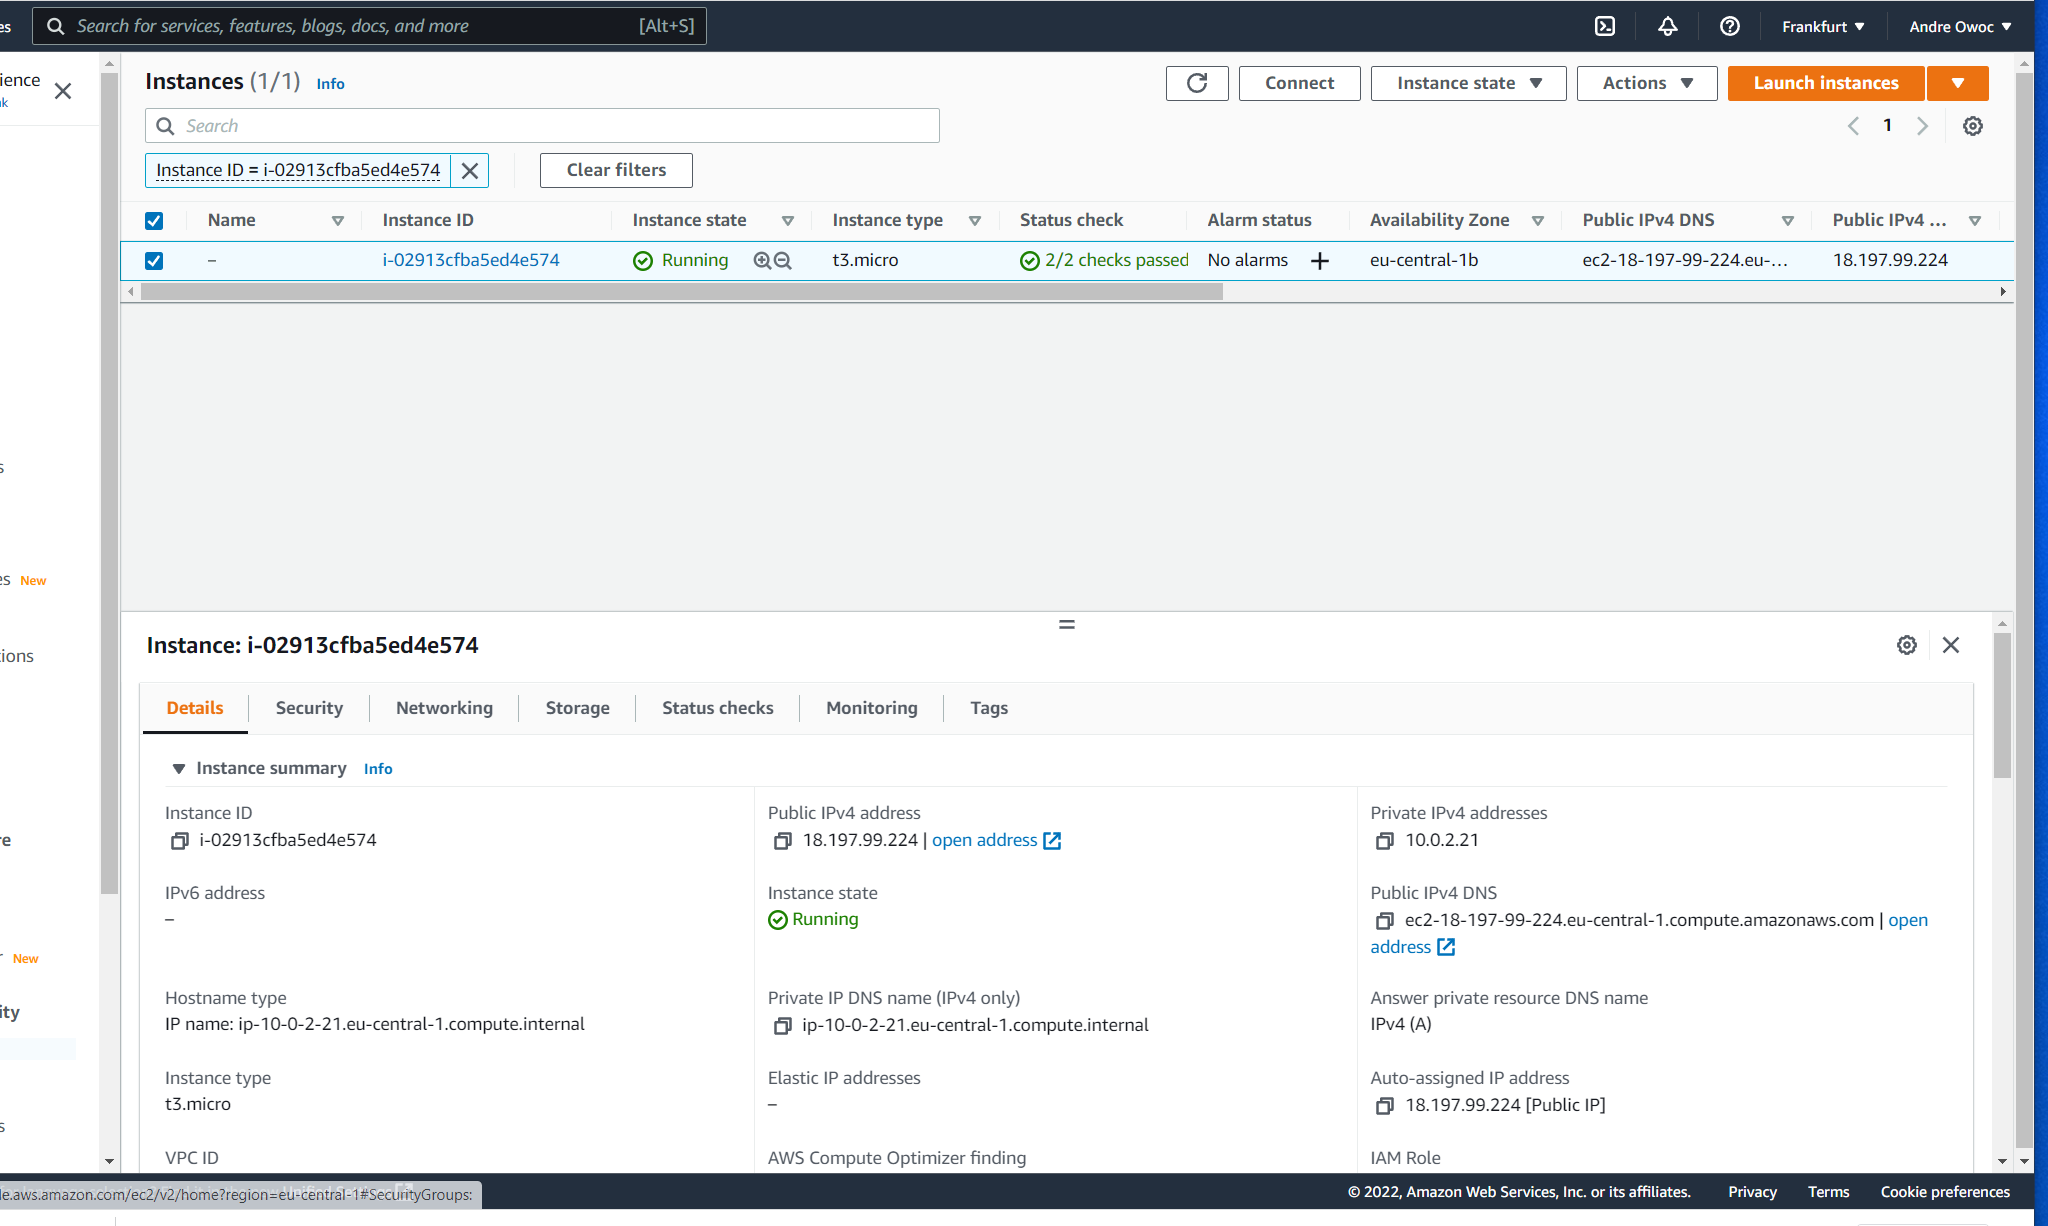 es
Search for services, features, blogs, docs, and more [Alt+S]
Frankfurt ▼ Andre Owoc ▼
ience
k
Instances (1/1) Info
Connect Instance state ▼ Actions ▼ Launch instances ▼
Search
1
Instance ID = i-02913cfba5ed4e574
Clear filters
Name Instance ID Instance state Instance type Status check Alarm status Availability Zone Public IPv4 DNS Public IPv4 ...
– i-02913cfba5ed4e574 Running t3.micro 2/2 checks passed No alarms + eu-central-1b ec2-18-197-99-224.eu-... 18.197.99.224
s
es New
ions
Instance: i-02913cfba5ed4e574
Details Security Networking Storage Status checks Monitoring Tags
▼ Instance summary Info
Instance ID Public IPv4 address Private IPv4 addresses
i-02913cfba5ed4e574 18.197.99.224 | open address 10.0.2.21
re
IPv6 address Instance state Public IPv4 DNS
– Running ec2-18-197-99-224.eu-central-1.compute.amazonaws.com | open
address
r New
Hostname type Private IP DNS name (IPv4 only) Answer private resource DNS name
ity
IP name: ip-10-0-2-21.eu-central-1.compute.internal ip-10-0-2-21.eu-central-1.compute.internal IPv4 (A)
Instance type Elastic IP addresses Auto-assigned IP address
t3.micro – 18.197.99.224 [Public IP]
s
VPC ID AWS Compute Optimizer finding IAM Role
le.aws.amazon.com/ec2/v2/home?region=eu-central-1#SecurityGroups:
© 2022, Amazon Web Services, Inc. or its affiliates. Privacy Terms Cookie preferences